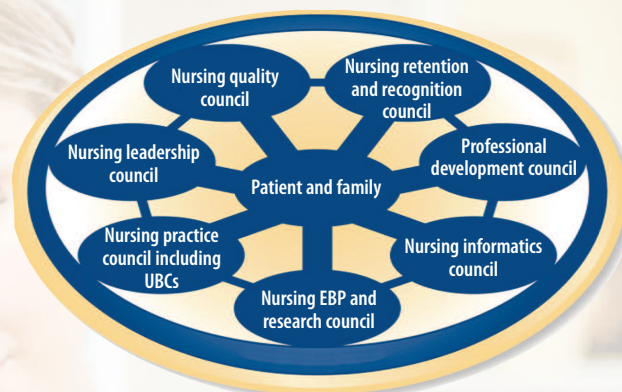 Nursing quality
council
Nursing retention
and recognition
council
Nursing leadership
council
Professional
development council
Patient and family
Nursing practice
council including
UBCs
Nursing informatics
council
Nursing EBP and
research council